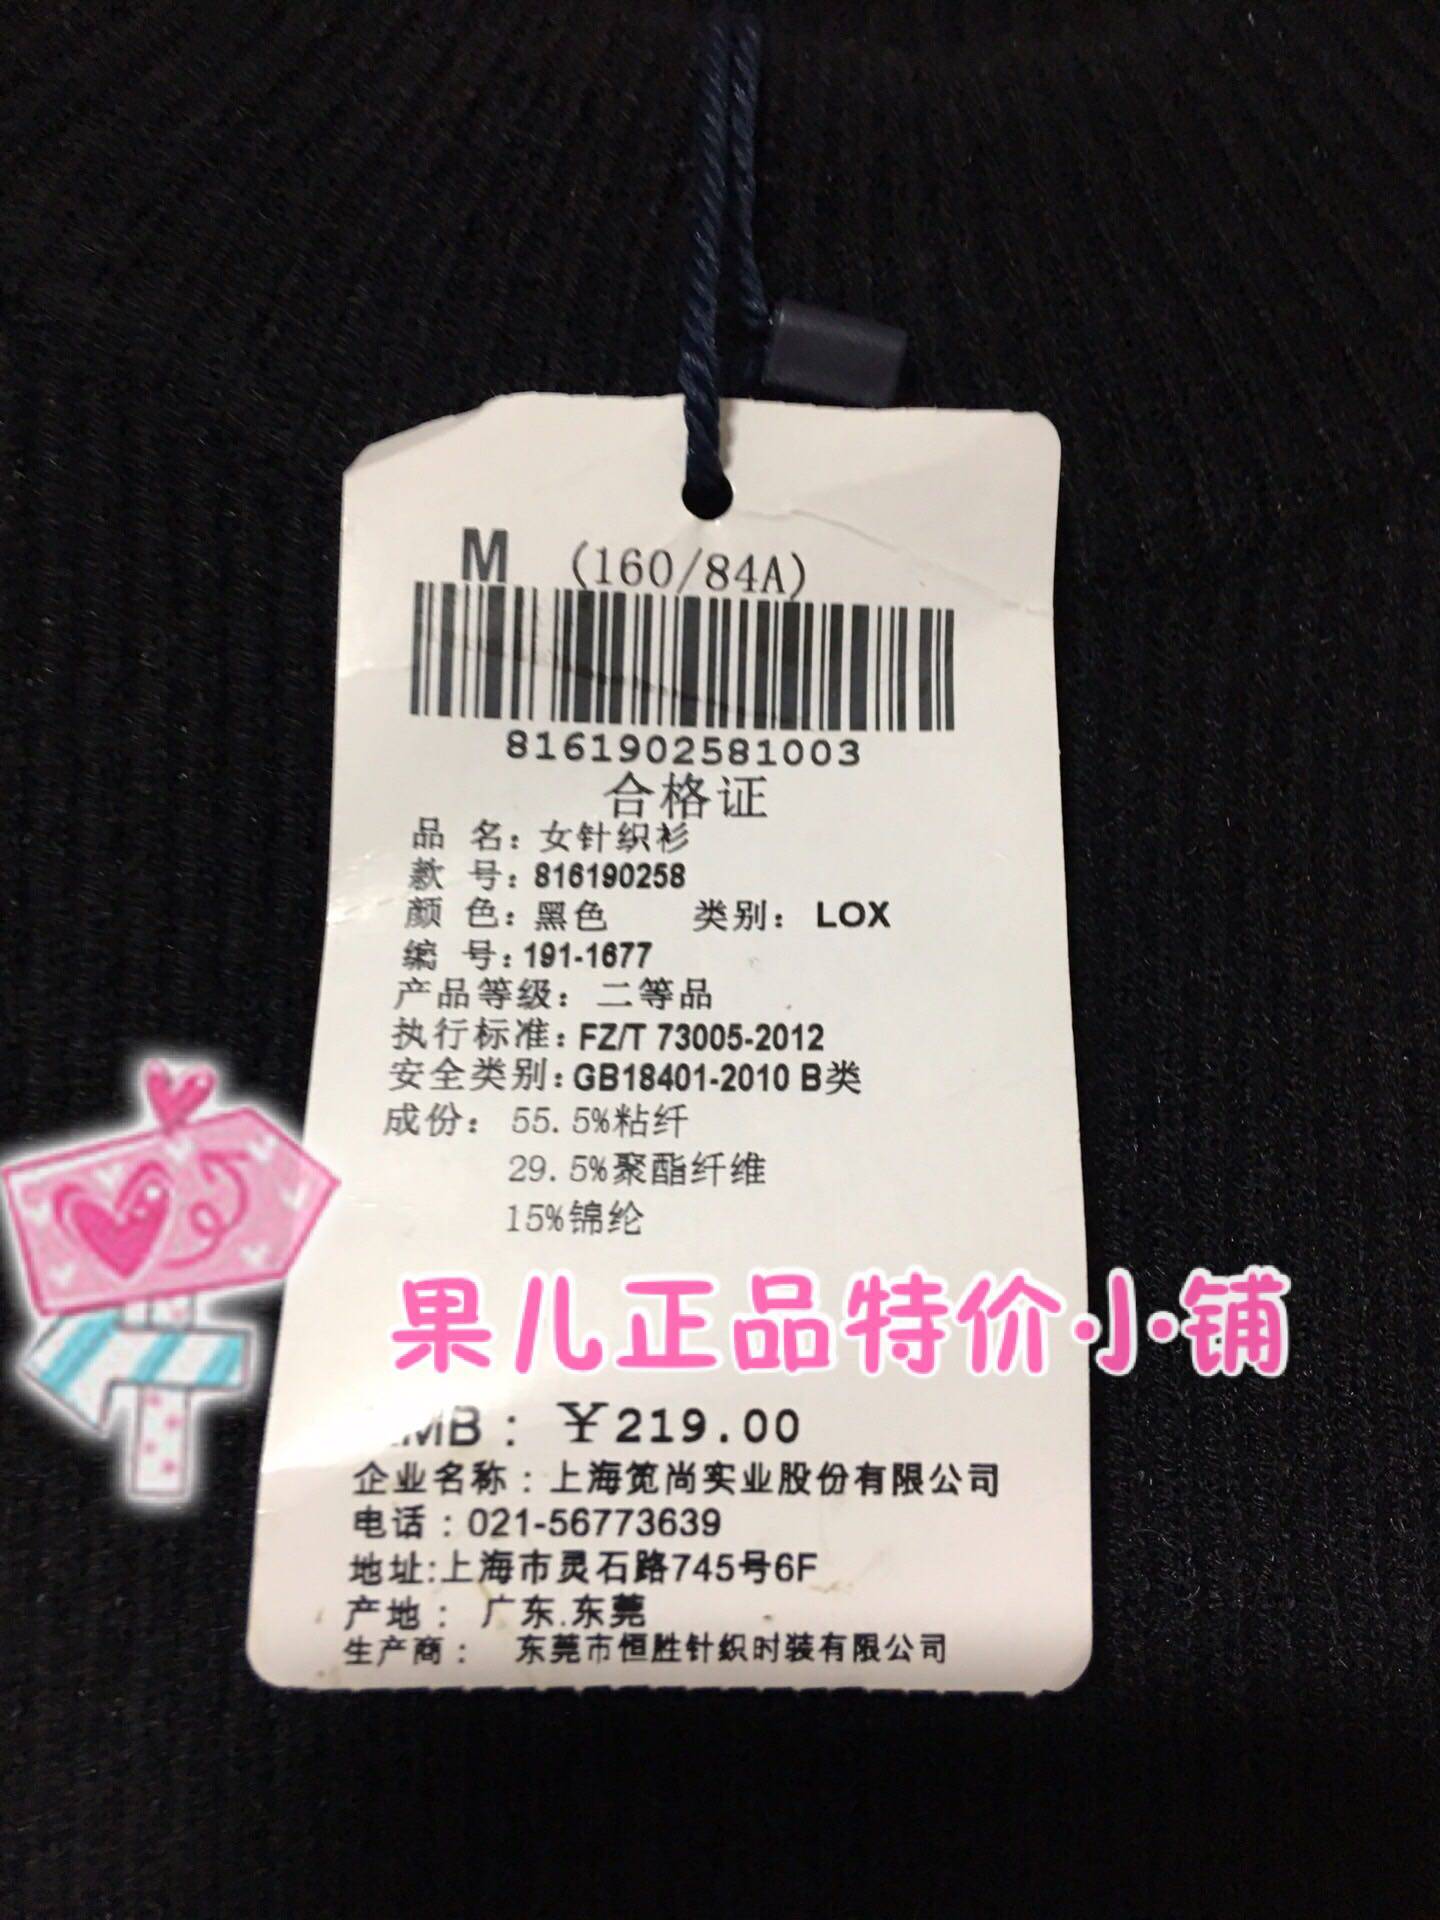 M (160/84A)
8161902581003
合格证
品 名：女针织衫
款 号：816190258
颜 色：黑色 类别： LOX
编 号：191-1677
产品等级： 二等品
执行标准：FZ/T 73005-2012
安全类别：GB18401-2010 B类
成份： 55.5%粘纤
29.5%聚酯纤维
15%锦纶
果儿正品特价小铺
MB： ￥219.00
企业名称：上海笕尚实业股份有限公司
电话：021-56773639
地址:上海市灵石路745号6F
产地： 广东.东莞
生产商： 东莞市恒胜针织时装有限公司